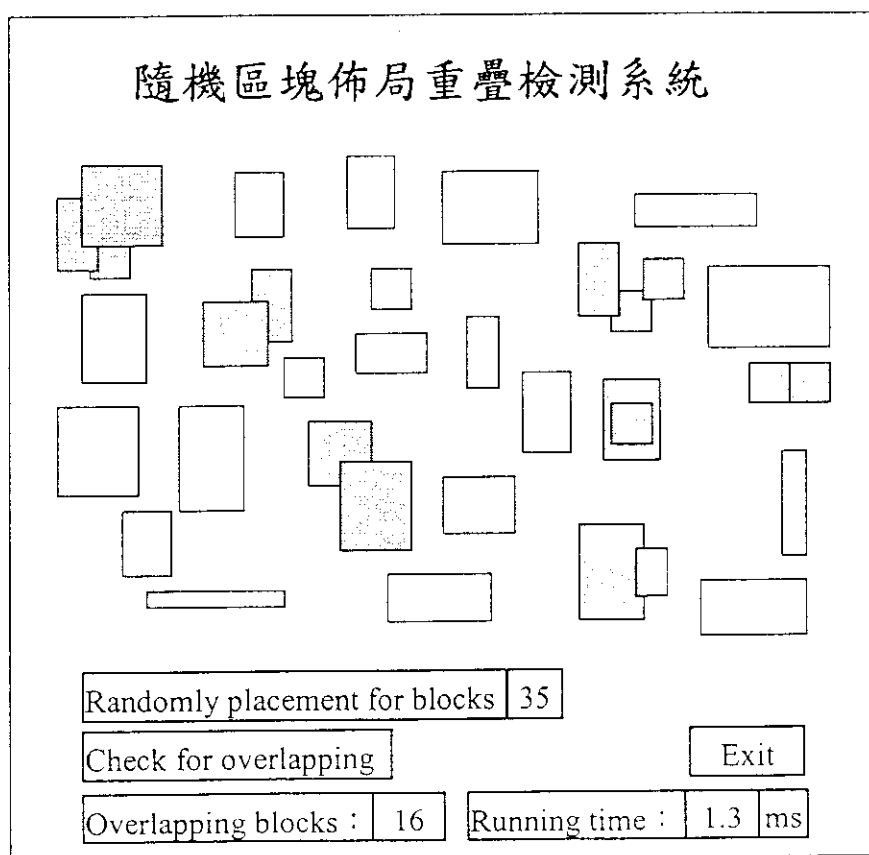 隨機區塊佈局重疊檢測系統
Randomly placement for blocks 35
Check for overlapping
Exit
Overlapping blocks： 16 Running time： 1.3 ms